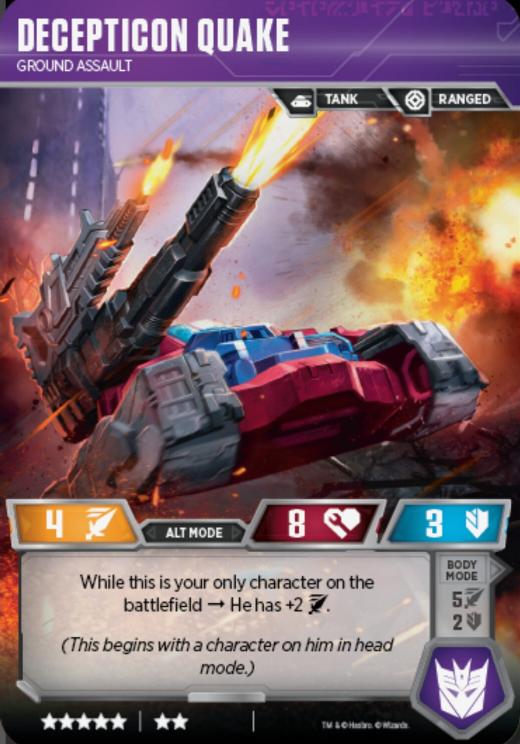 DECEPTICON QUAKE
GROUND ASSAULT
TANK
RANGED
4
ALT MODE
8
3
While this is your only character on the
battlefield → He has +2 .
(This begins with a character on him in head
mode.)
BODY
MODE
5
2
★★★★★ | ★★ |
TM & © Hasbro. © Wizards.